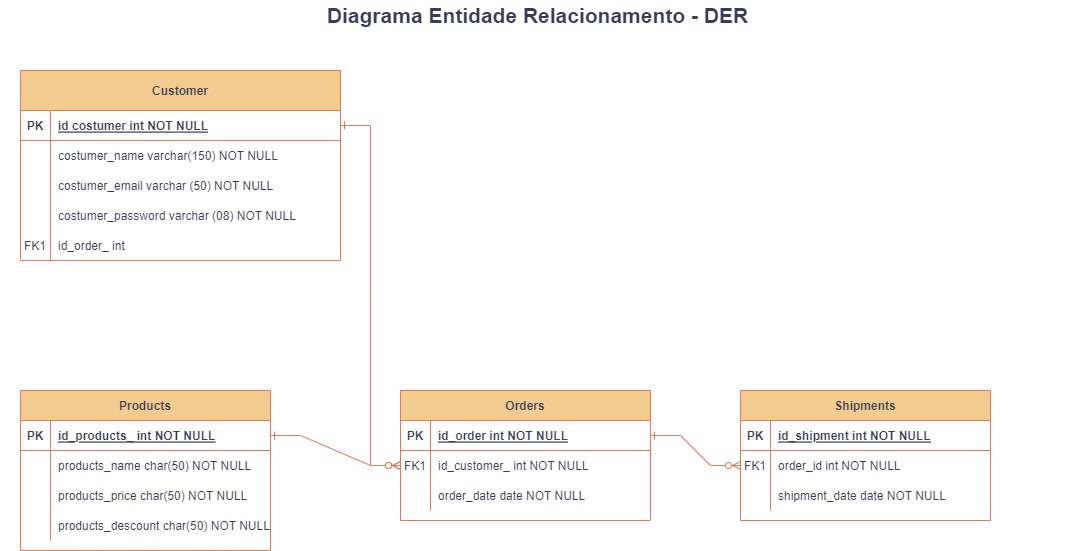 Diagrama Entidade Relacionamento - DER
Customer
PK id costumer int NOT NULL
costumer_name varchar(150) NOT NULL
costumer_email varchar (50) NOT NULL
costumer_password varchar (08) NOT NULL
FK1 id_order_ int
Products
PK id_products_ int NOT NULL
products_name char(50) NOT NULL
products_price char(50) NOT NULL
products_descount char(50) NOT NULL
Orders
PK id_order int NOT NULL
FK1 id_customer_ int NOT NULL
order_date date NOT NULL
Shipments
PK id_shipment int NOT NULL
FK1 order_id int NOT NULL
shipment_date date NOT NULL